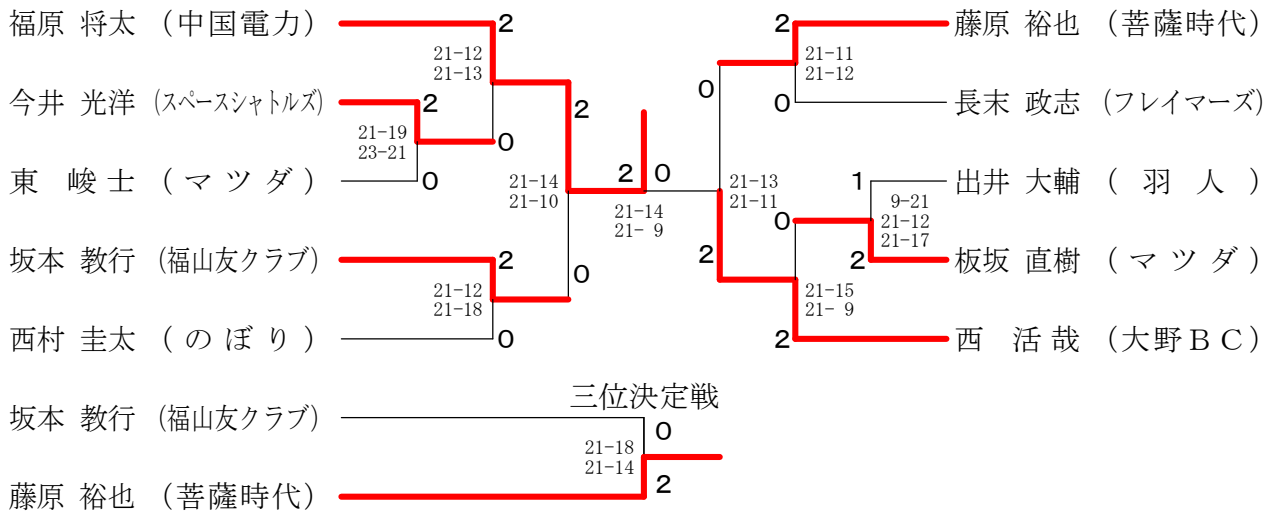 福原 将太 （中国電力） 2 2 藤原 裕也 （菩薩時代）
21-12 21-11
21-13 21-12
0
今井 光洋 （スペースシャトルズ） 2 2 0 長末 政志 （フレイマーズ）
21-19
23-21
0
東 峻士 （マツダ） 0 2 0 1 出井 大輔 （羽人）
21-14 21-13 9-21
21-10 21-11 21-12
21-14 0 21-17
21- 9
坂本 教行 （福山友クラブ） 2 0 2 2 板坂 直樹 （マツダ）
21-12 21-15
21-18 21- 9
西村 圭太 （のぼり） 0 2 西 活哉 （大野ＢＣ）
三位決定戦
坂本 教行 （福山友クラブ） 0
21-18
21-14
藤原 裕也 （菩薩時代） 2